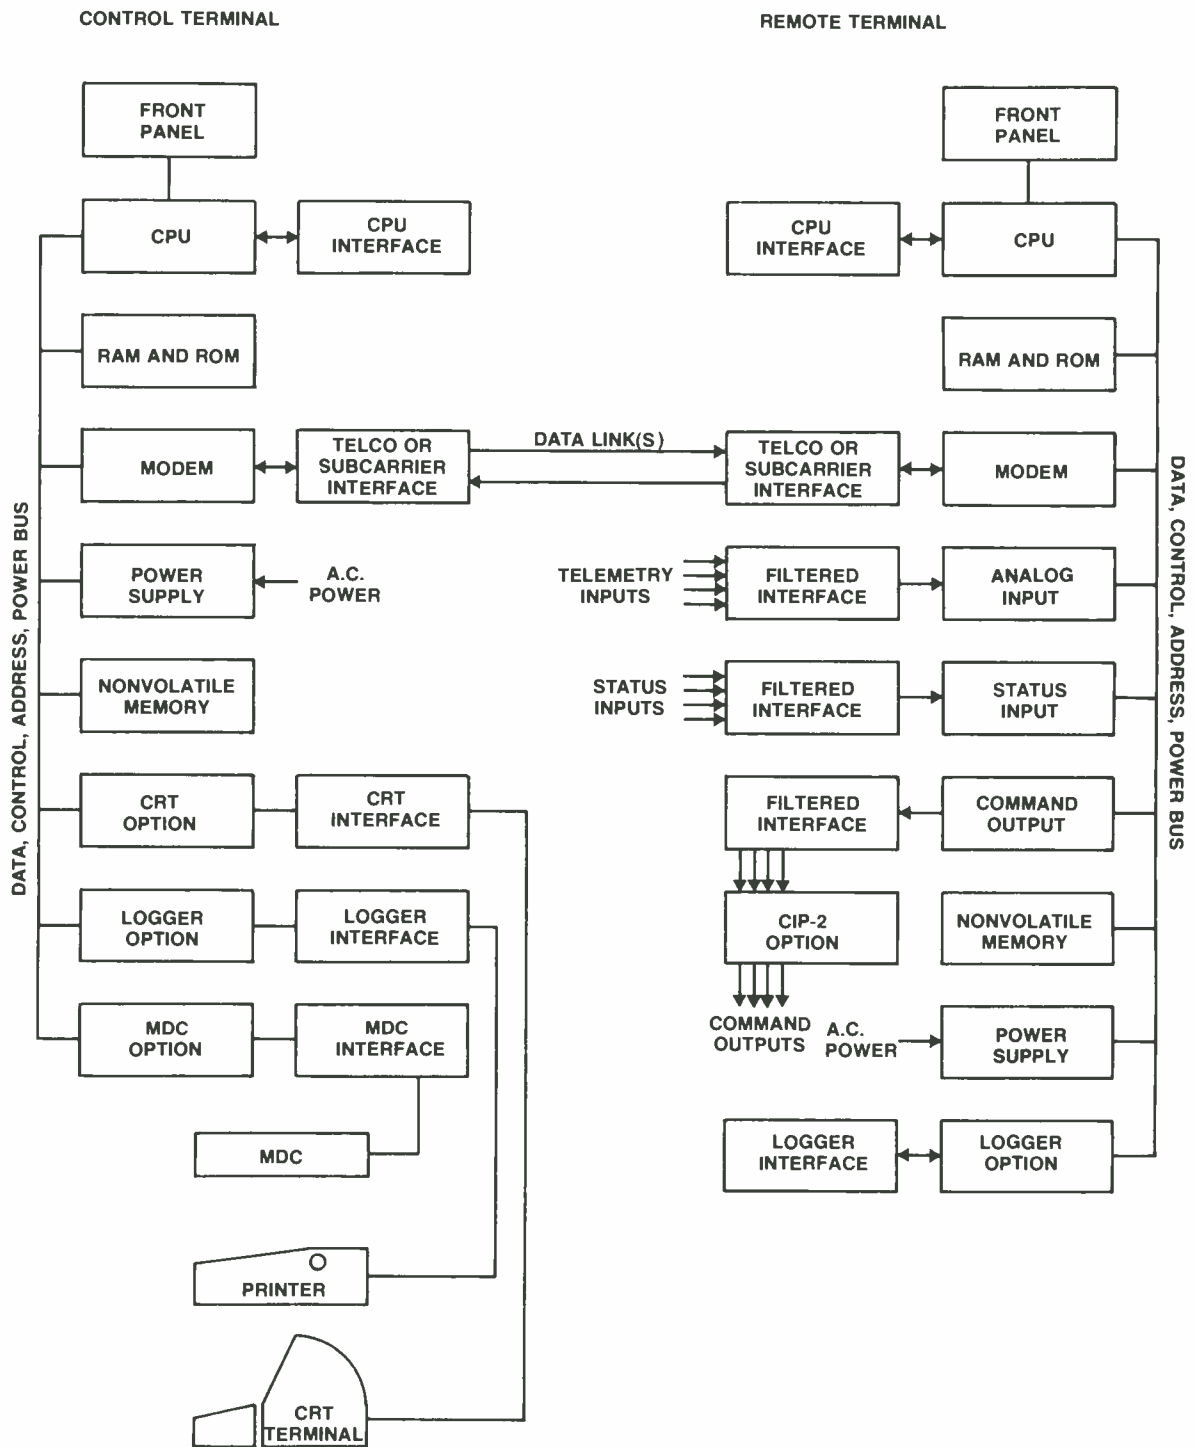 CONTROL TERMINAL
FRONT
PANEL
CPU
CPU
INTERFACE
RAM AND ROM
MODEM
TELCO OR
SUBCARRIER
INTERFACE
DATA LINK(S)
POWER
SUPPLY
A.C.
POWER
NONVOLATILE
MEMORY
CRT
OPTION
CRT
INTERFACE
LOGGER
OPTION
LOGGER
INTERFACE
MDC
OPTION
MDC
INTERFACE
MDC
PRINTER
CRT
TERMINAL
DATA, CONTROL, ADDRESS, POWER BUS
REMOTE TERMINAL
FRONT
PANEL
CPU
INTERFACE
CPU
RAM AND ROM
TELCO OR
SUBCARRIER
INTERFACE
MODEM
TELEMETRY
INPUTS
FILTERED
INTERFACE
ANALOG
INPUT
STATUS
INPUTS
FILTERED
INTERFACE
STATUS
INPUT
FILTERED
INTERFACE
COMMAND
OUTPUT
CIP-2
OPTION
NONVOLATILE
MEMORY
COMMAND
OUTPUTS
A.C.
POWER
POWER
SUPPLY
LOGGER
INTERFACE
LOGGER
OPTION
DATA, CONTROL, ADDRESS, POWER BUS